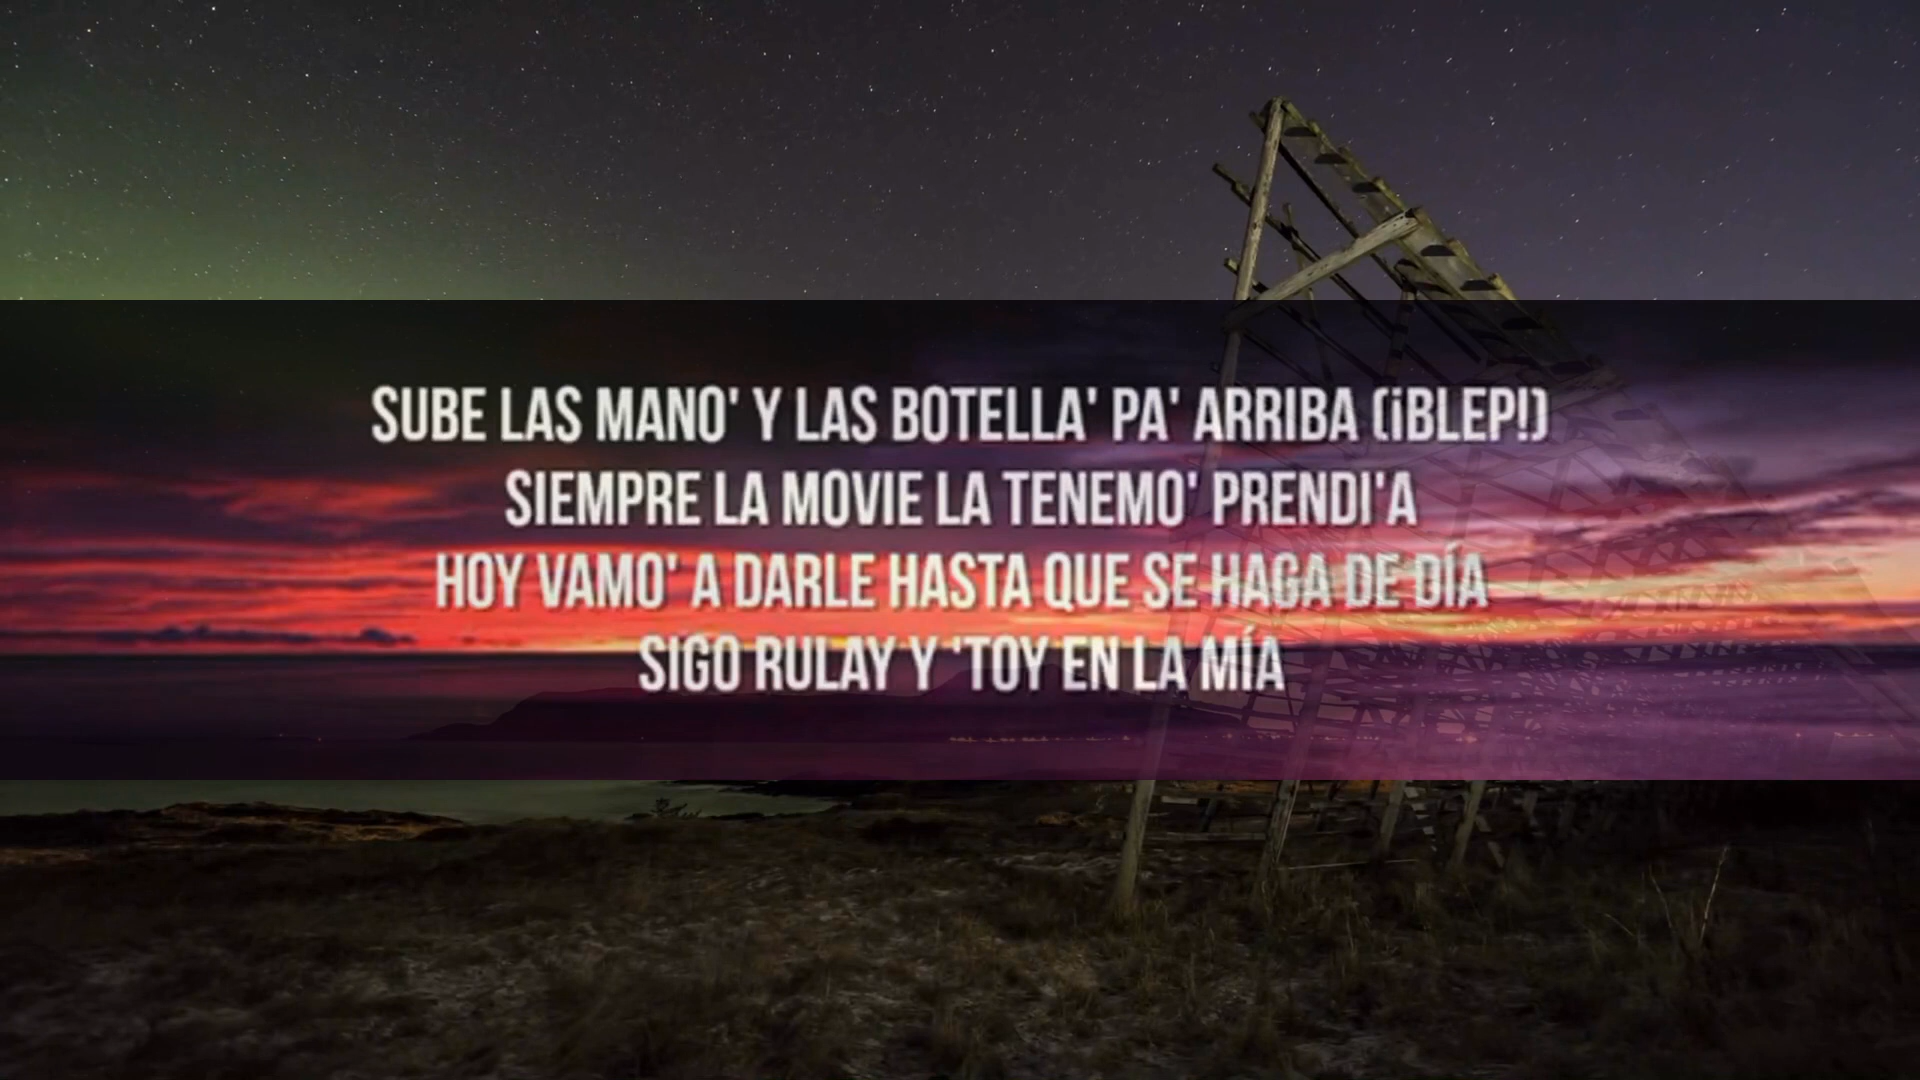 SUBE LAS MANO' Y LAS BOTELLA' PA' ARRIBA (¡BLEP!)
SIEMPRE LA MOVIE LA TENEMO' PRENDI'A
HOY VAMO' A DARLE HASTA QUE SE HAGA DE DÍA
SIGO RULAY Y 'TOY EN LA MÍA